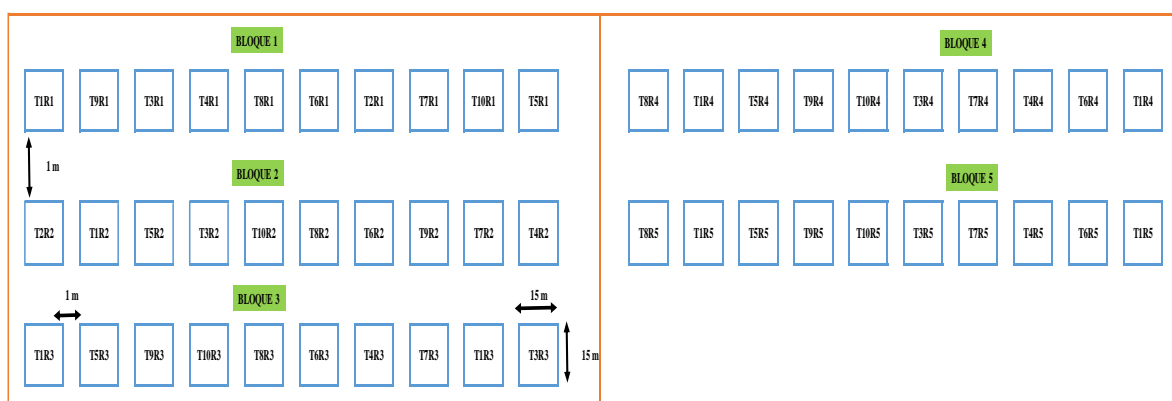 BLOQUE 1
T1R1 T9R1 T3R1 T4R1 T8R1 T6R1 T2R1 T7R1 T10R1 T5R1
1 m
BLOQUE 2
T2R2 T1R2 T5R2 T3R2 T10R2 T8R2 T6R2 T9R2 T7R2 T4R2
1 m
BLOQUE 3
15 m
T1R3 T5R3 T9R3 T10R3 T8R3 T6R3 T4R3 T7R3 T1R3 T3R3
15 m
BLOQUE 4
T8R4 T1R4 T5R4 T9R4 T10R4 T3R4 T7R4 T4R4 T6R4 T1R4
BLOQUE 5
T8R5 T1R5 T5R5 T9R5 T10R5 T3R5 T7R5 T4R5 T6R5 T1R5